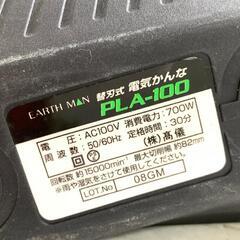 EARTH MAN 替刃式 電気かんな
PLA-100
電圧:AC100V 消費電力:700W
周波数:50/60Hz 定格時間:30分
回 ㈱髙儀
回転数 約15000min⁻¹ 最大切削幅 約82mm
※雨や湿気をさけて使用してください。
LOT.No 08GM